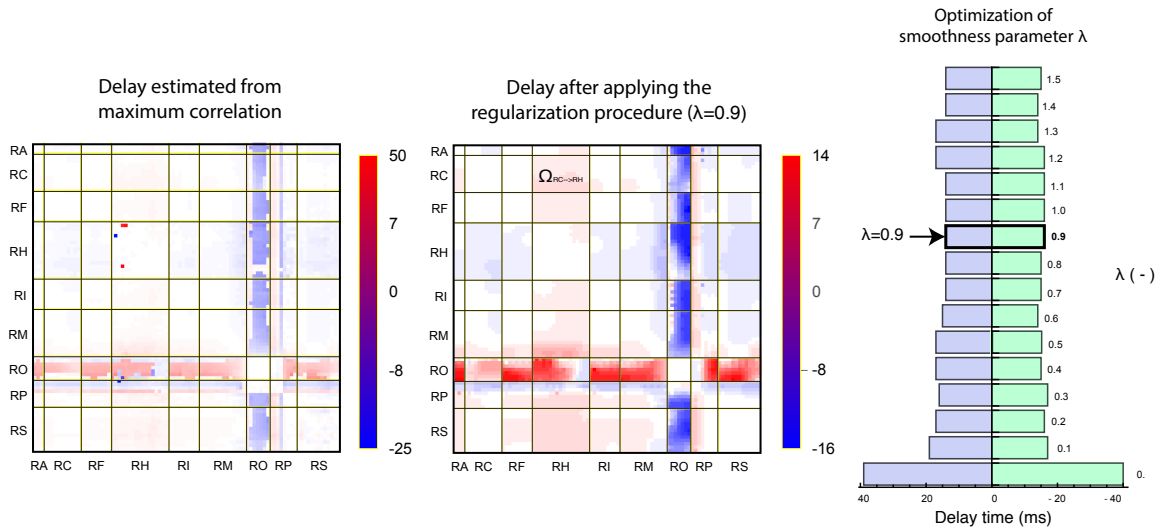 Delay estimated from
maximum correlation
RA
RC
RF
RH
RI
RM
RO
RP
RS
RA RC RF RH RI RM RO RP RS
50
7
0
-8
-25
Delay after applying the
regularization procedure (λ=0.9)
RA
RC
RF
RH
RI
RM
RO
RP
RS
ΩRC-->RH
RA RC RF RH RI RM RO RP RS
14
7
0
-8
-16
Optimization of
smoothness parameter λ
1.5
1.4
1.3
1.2
1.1
1.0
λ=0.9
0.9
0.8
0.7
0.6
0.5
0.4
0.3
0.2
0.1
0.
λ ( - )
40 20 0 - 20 - 40
Delay time (ms)